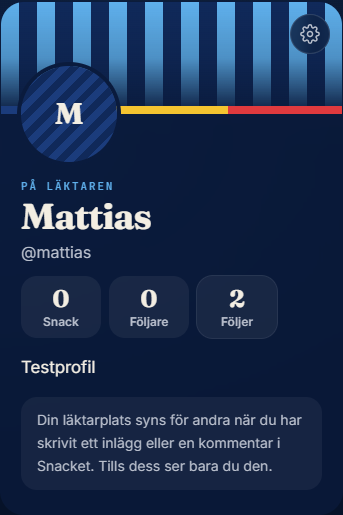 M
PÅ LÄKTAREN
Mattias
@mattias
0 0 2
Snack Följare Följer
Testprofil
Din läktarplats syns för andra när du har
skrivit ett inlägg eller en kommentar i
Snacket. Tills dess ser bara du den.